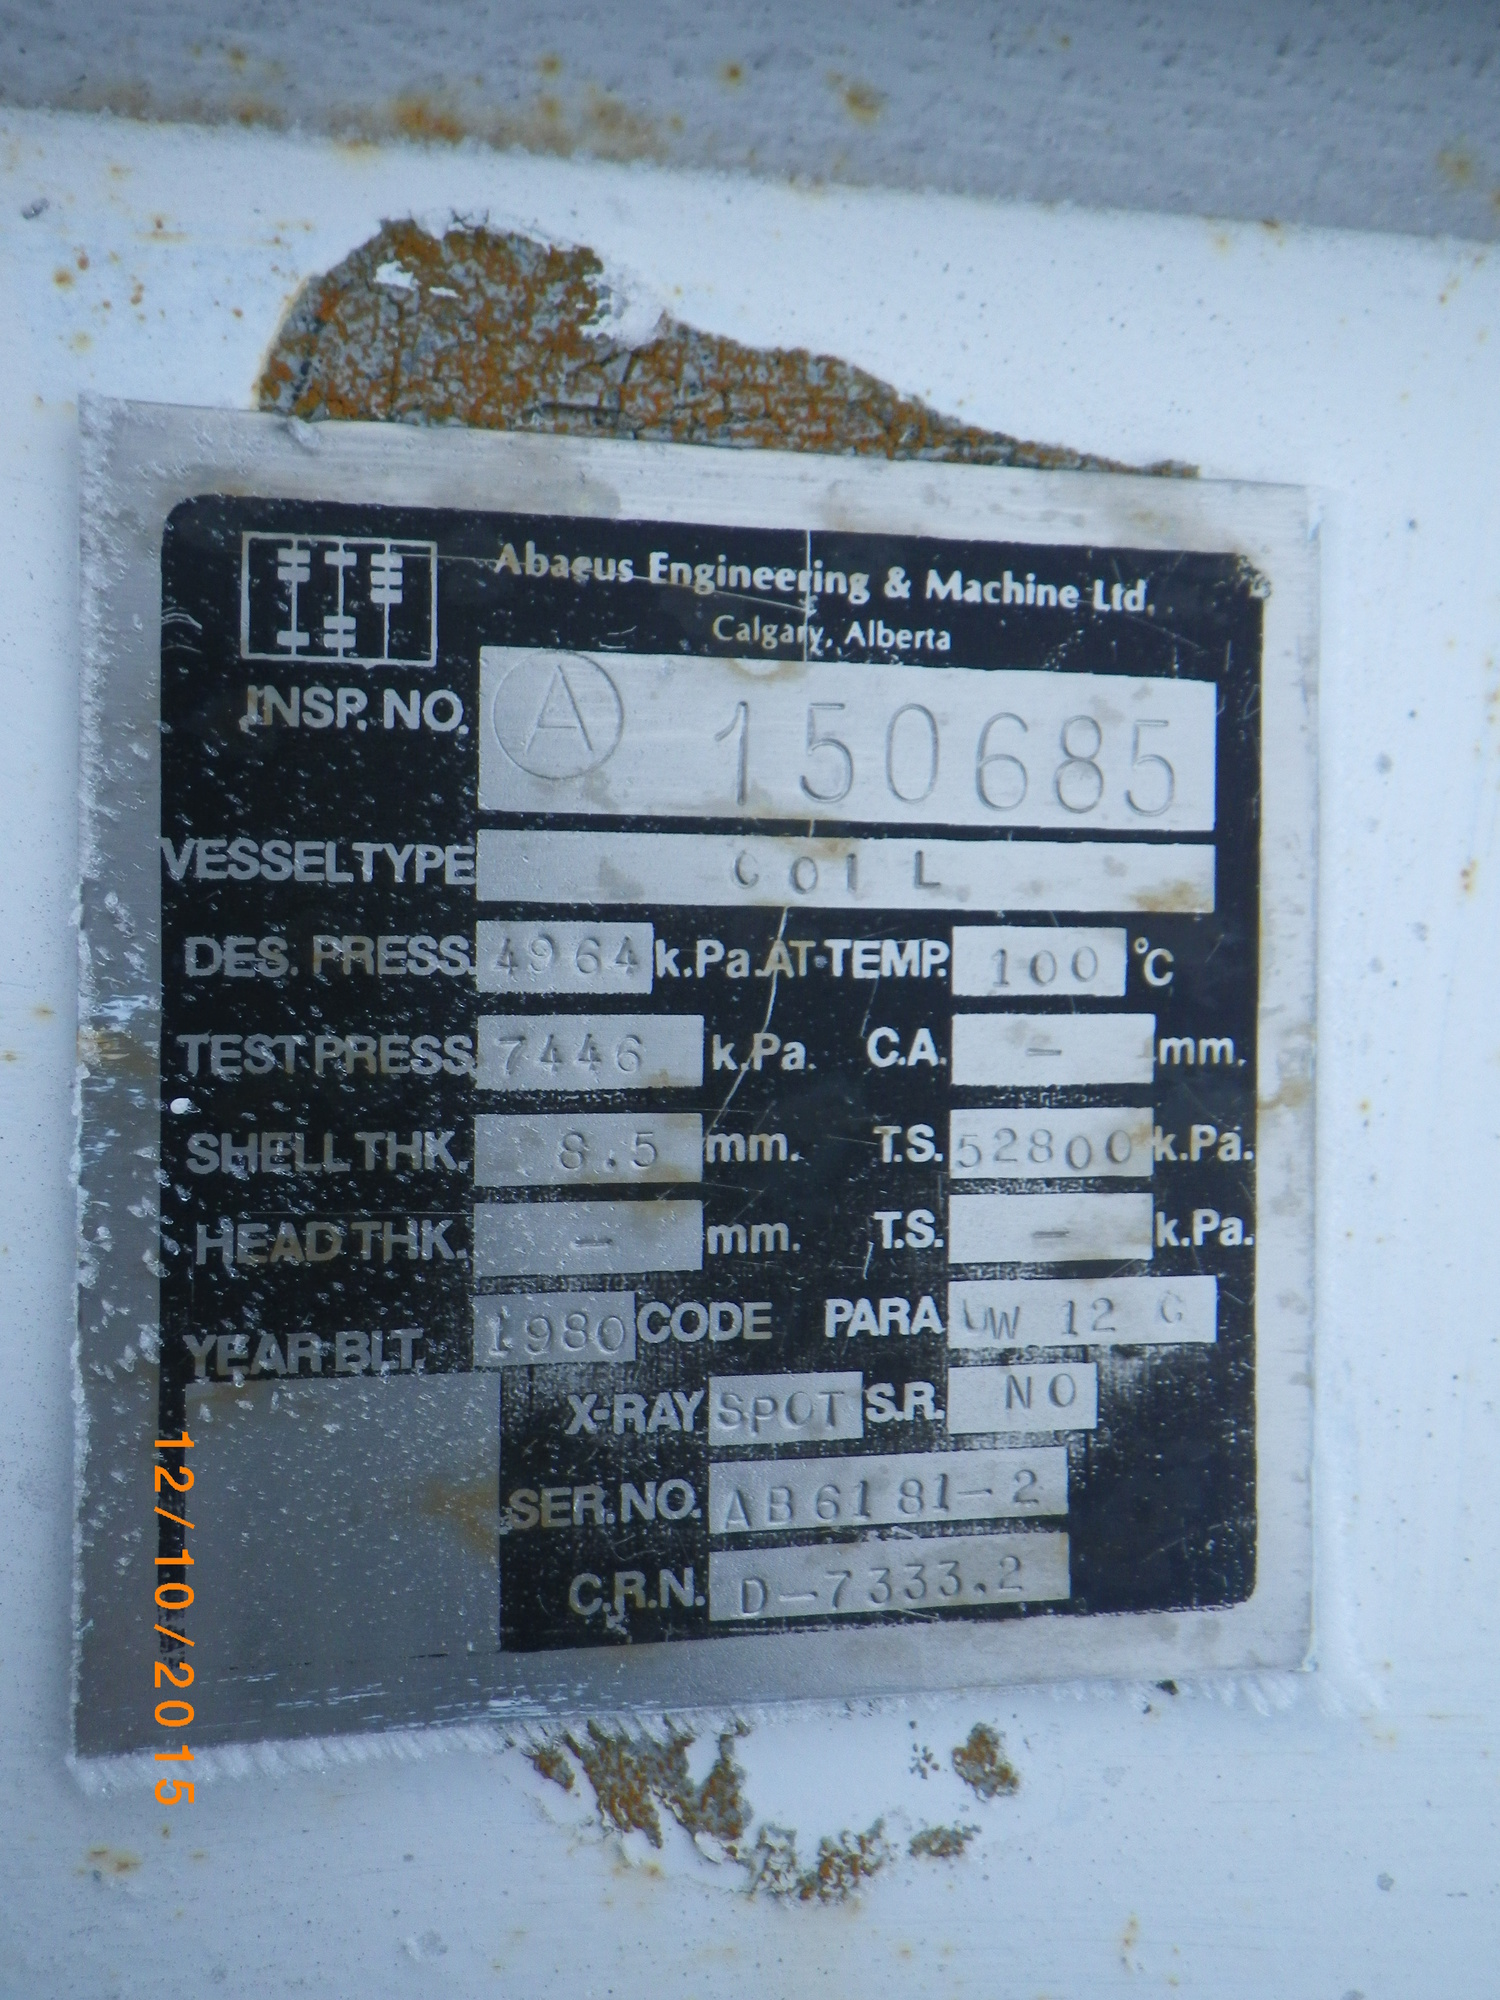 Abacus Engineering & Machine Ltd.
Calgary, Alberta
INSP. NO. A 150685
VESSEL TYPE COIL
DES. PRESS. 4964 k.Pa. AT TEMP. 100 °C
TEST PRESS. 7446 k.Pa. C.A. - mm.
SHELL THK. 8.5 mm. T.S. 52800 k.Pa.
HEAD THK. - mm. T.S. - k.Pa.
YEAR BLT. 1980 CODE PARA UW 12 C
X-RAY SPOT S.R. NO
SER. NO. AB6181-2
C.R.N. D-7333.2
12/10/2015